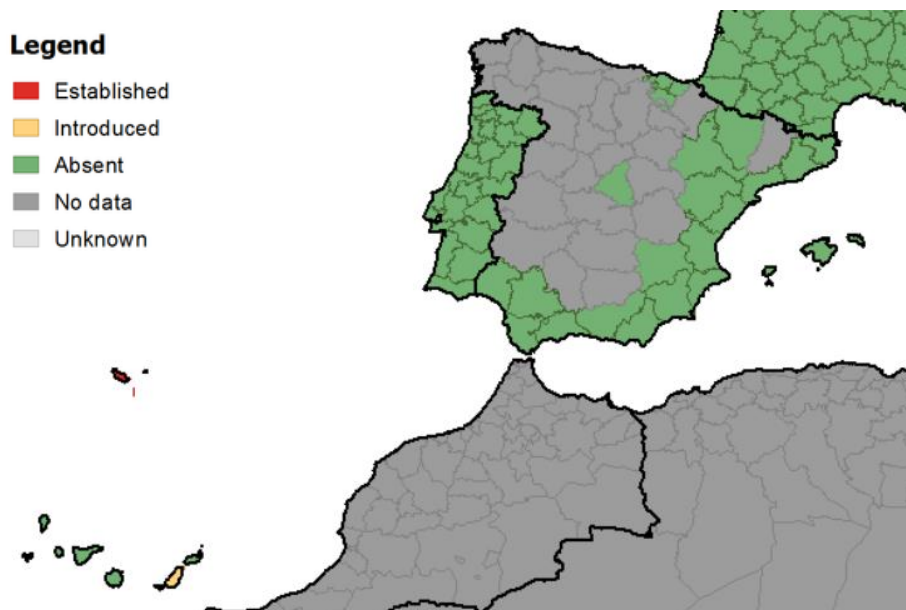 Legend
Established
Introduced
Absent
No data
Unknown